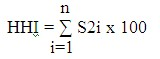 n
HHI = ∑ S2i x 100
i=1